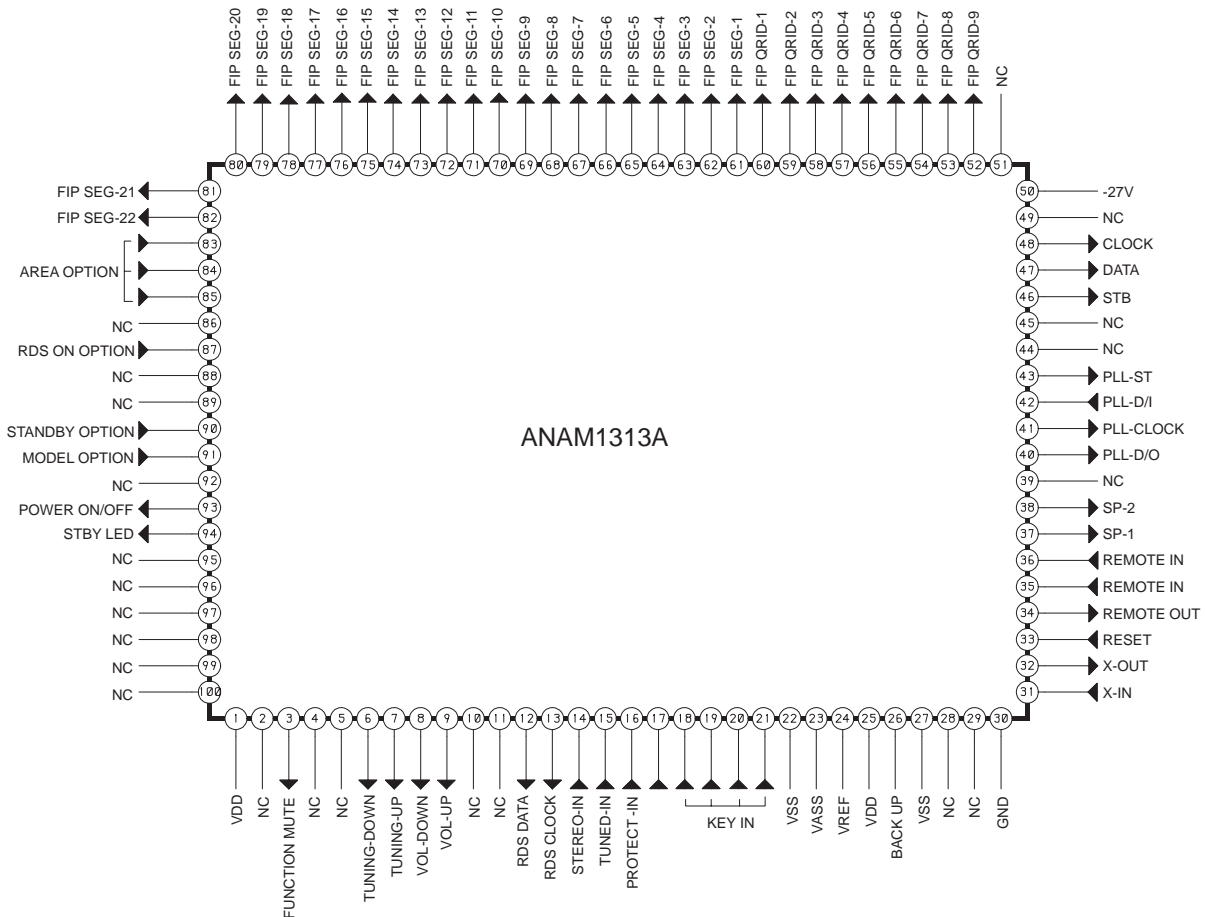 FIP SEG-20
FIP SEG-19
FIP SEG-18
FIP SEG-17
FIP SEG-16
FIP SEG-15
FIP SEG-14
FIP SEG-13
FIP SEG-12
FIP SEG-11
FIP SEG-10
FIP SEG-9
FIP SEG-8
FIP SEG-7
FIP SEG-6
FIP SEG-5
FIP SEG-4
FIP SEG-3
FIP SEG-2
FIP SEG-1
FIP QRID-1
FIP QRID-2
FIP QRID-3
FIP QRID-4
FIP QRID-5
FIP QRID-6
FIP QRID-7
FIP QRID-8
FIP QRID-9
NC
80 79 78 77 76 75 74 73 72 71 70 69 68 67 66 65 64 63 62 61 60 59 58 57 56 55 54 53 52 51
FIP SEG-21 81
FIP SEG-22 82
83
AREA OPTION 84
85
NC 86
RDS ON OPTION 87
NC 88
NC 89
STANDBY OPTION 90
MODEL OPTION 91
NC 92
POWER ON/OFF 93
STBY LED 94
NC 95
NC 96
NC 97
NC 98
NC 99
NC 100
ANAM1313A
50 -27V
49 NC
48 CLOCK
47 DATA
46 STB
45 NC
44 NC
43 PLL-ST
42 PLL-D/I
41 PLL-CLOCK
40 PLL-D/O
39 NC
38 SP-2
37 SP-1
36 REMOTE IN
35 REMOTE IN
34 REMOTE OUT
33 RESET
32 X-OUT
31 X-IN
1 2 3 4 5 6 7 8 9 10 11 12 13 14 15 16 17 18 19 20 21 22 23 24 25 26 27 28 29 30
VDD
NC
FUNCTION MUTE
NC
NC
TUNING-DOWN
TUNING-UP
VOL-DOWN
VOL-UP
NC
NC
RDS DATA
RDS CLOCK
STEREO-IN
TUNED-IN
PROTECT -IN
KEY IN
VSS
VASS
VREF
VDD
BACK UP
VSS
NC
NC
GND